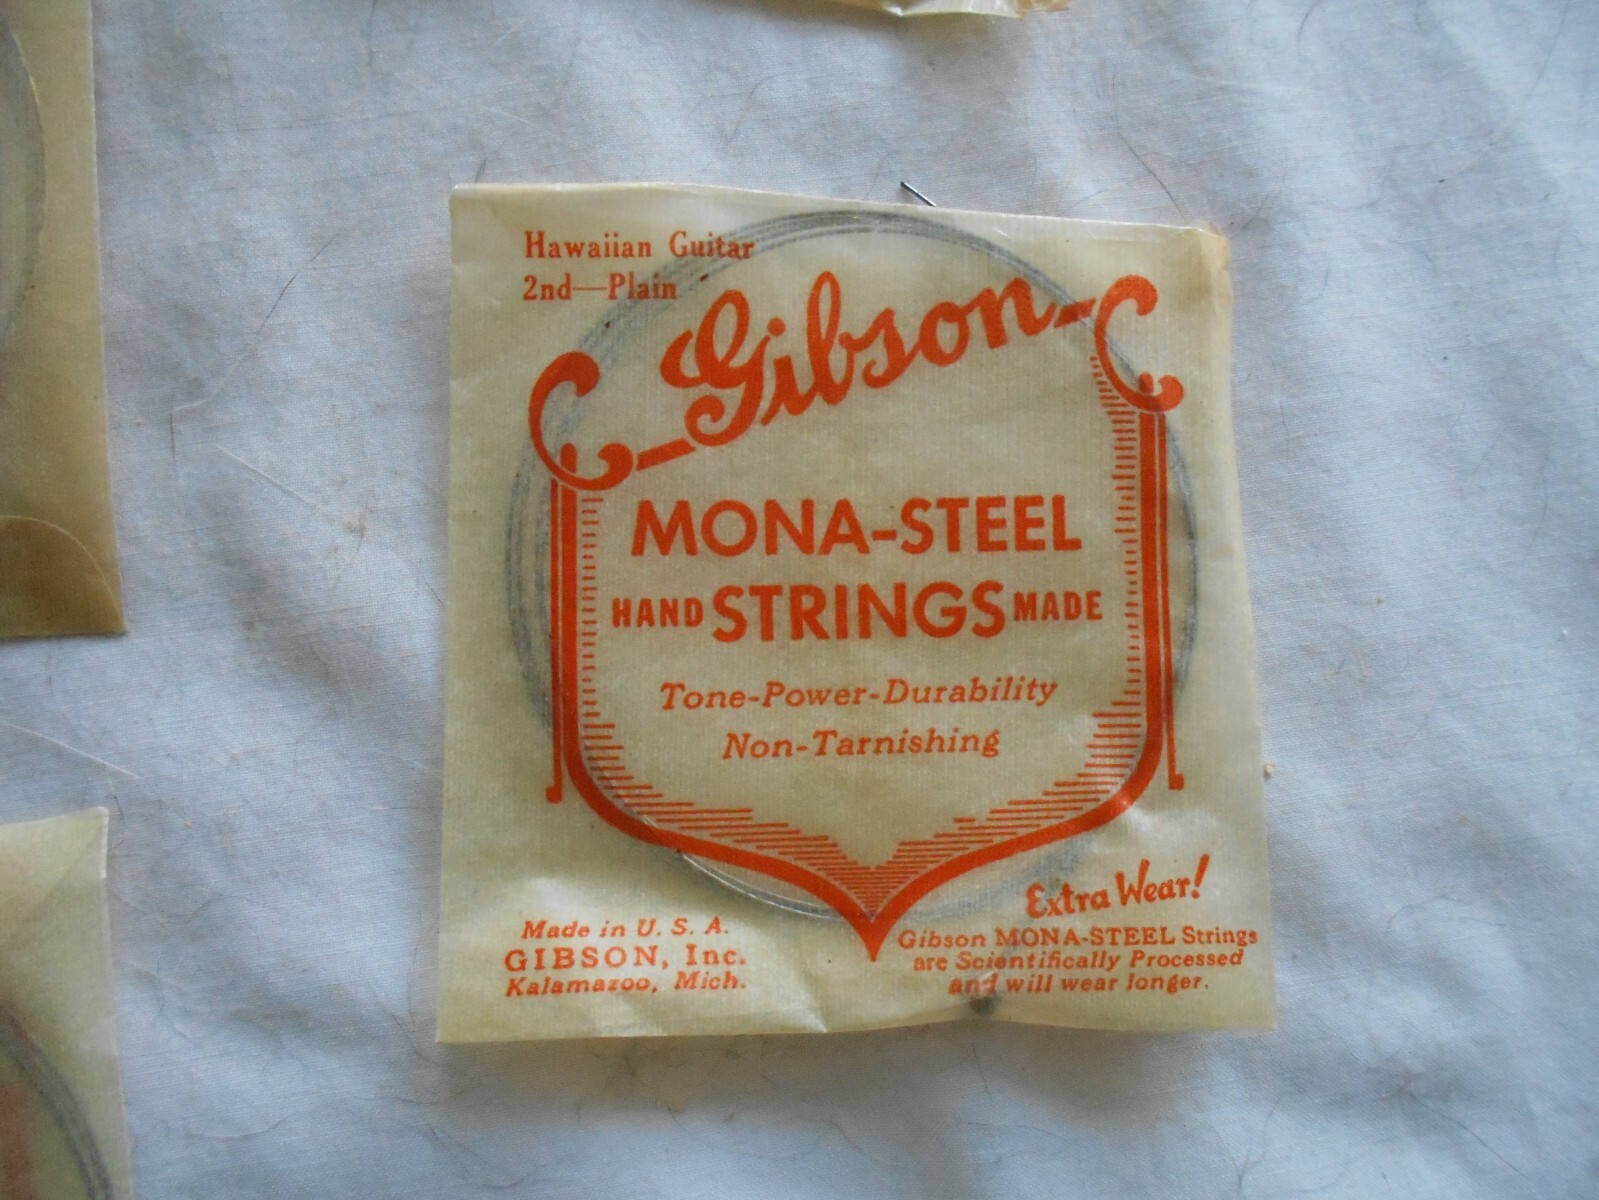 Hawaiian Guitar
2nd—Plain
Gibson
MONA-STEEL
HAND STRINGS MADE
Tone-Power-Durability
Non-Tarnishing
Made in U. S. A.
GIBSON, Inc.
Kalamazoo, Mich.
Extra Wear!
Gibson MONA-STEEL Strings
are Scientifically Processed
and will wear longer.